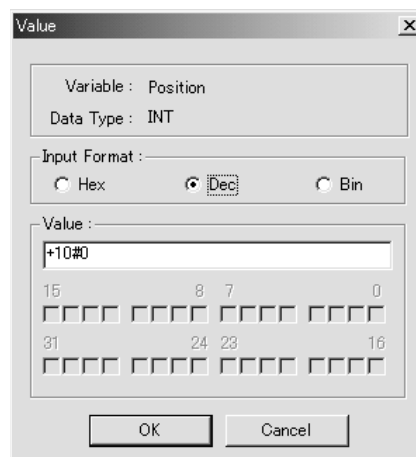 Value
Variable : Position
Data Type : INT
Input Format :
Hex Dec Bin
Value :
+10#0
15 8 7 0
31 24 23 16
OK Cancel